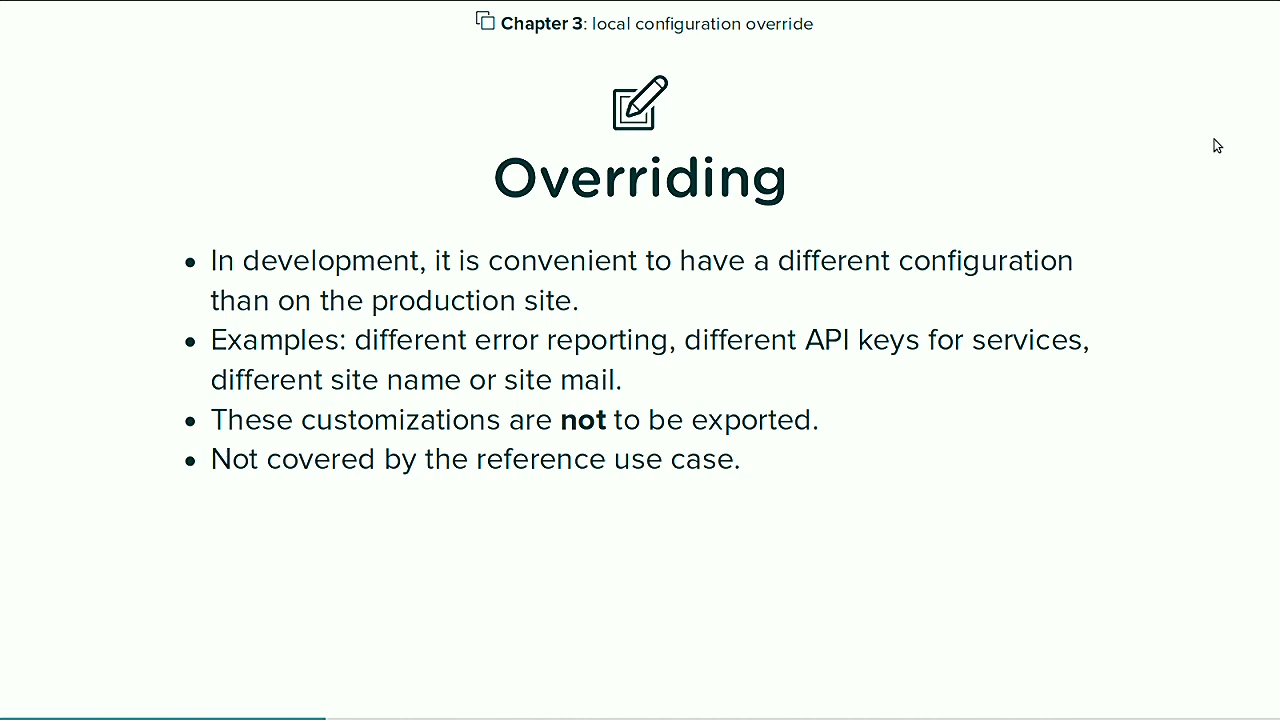 Chapter 3: local configuration override
Overriding
• In development, it is convenient to have a different configuration
than on the production site.
• Examples: different error reporting, different API keys for services,
different site name or site mail.
• These customizations are not to be exported.
• Not covered by the reference use case.